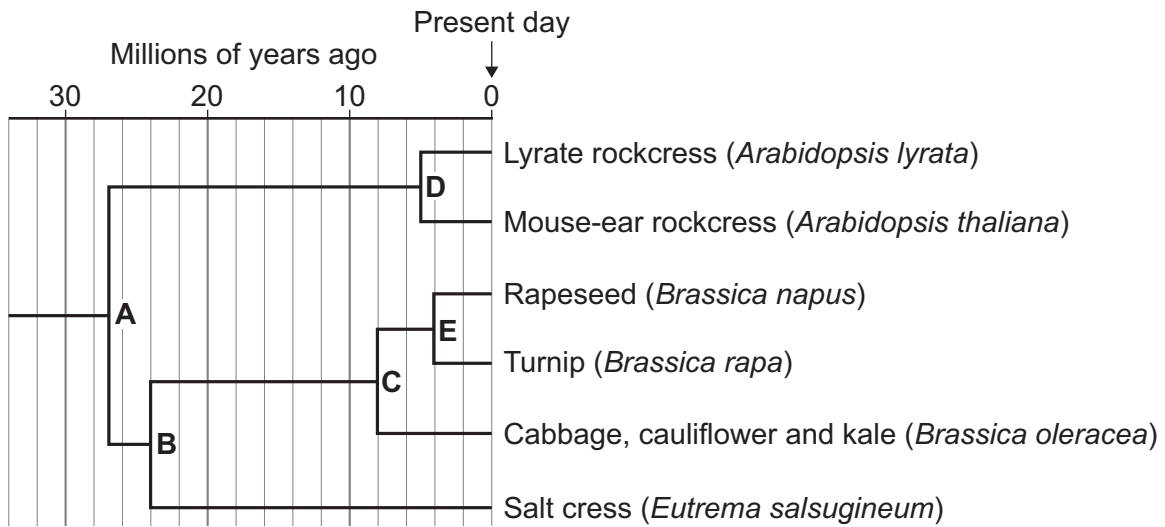 Present day
Millions of years ago
30 20 10 0
Lyrate rockcress (Arabidopsis lyrata)
D
Mouse-ear rockcress (Arabidopsis thaliana)
Rapeseed (Brassica napus)
A
E
Turnip (Brassica rapa)
C
Cabbage, cauliflower and kale (Brassica oleracea)
B
Salt cress (Eutrema salsugineum)